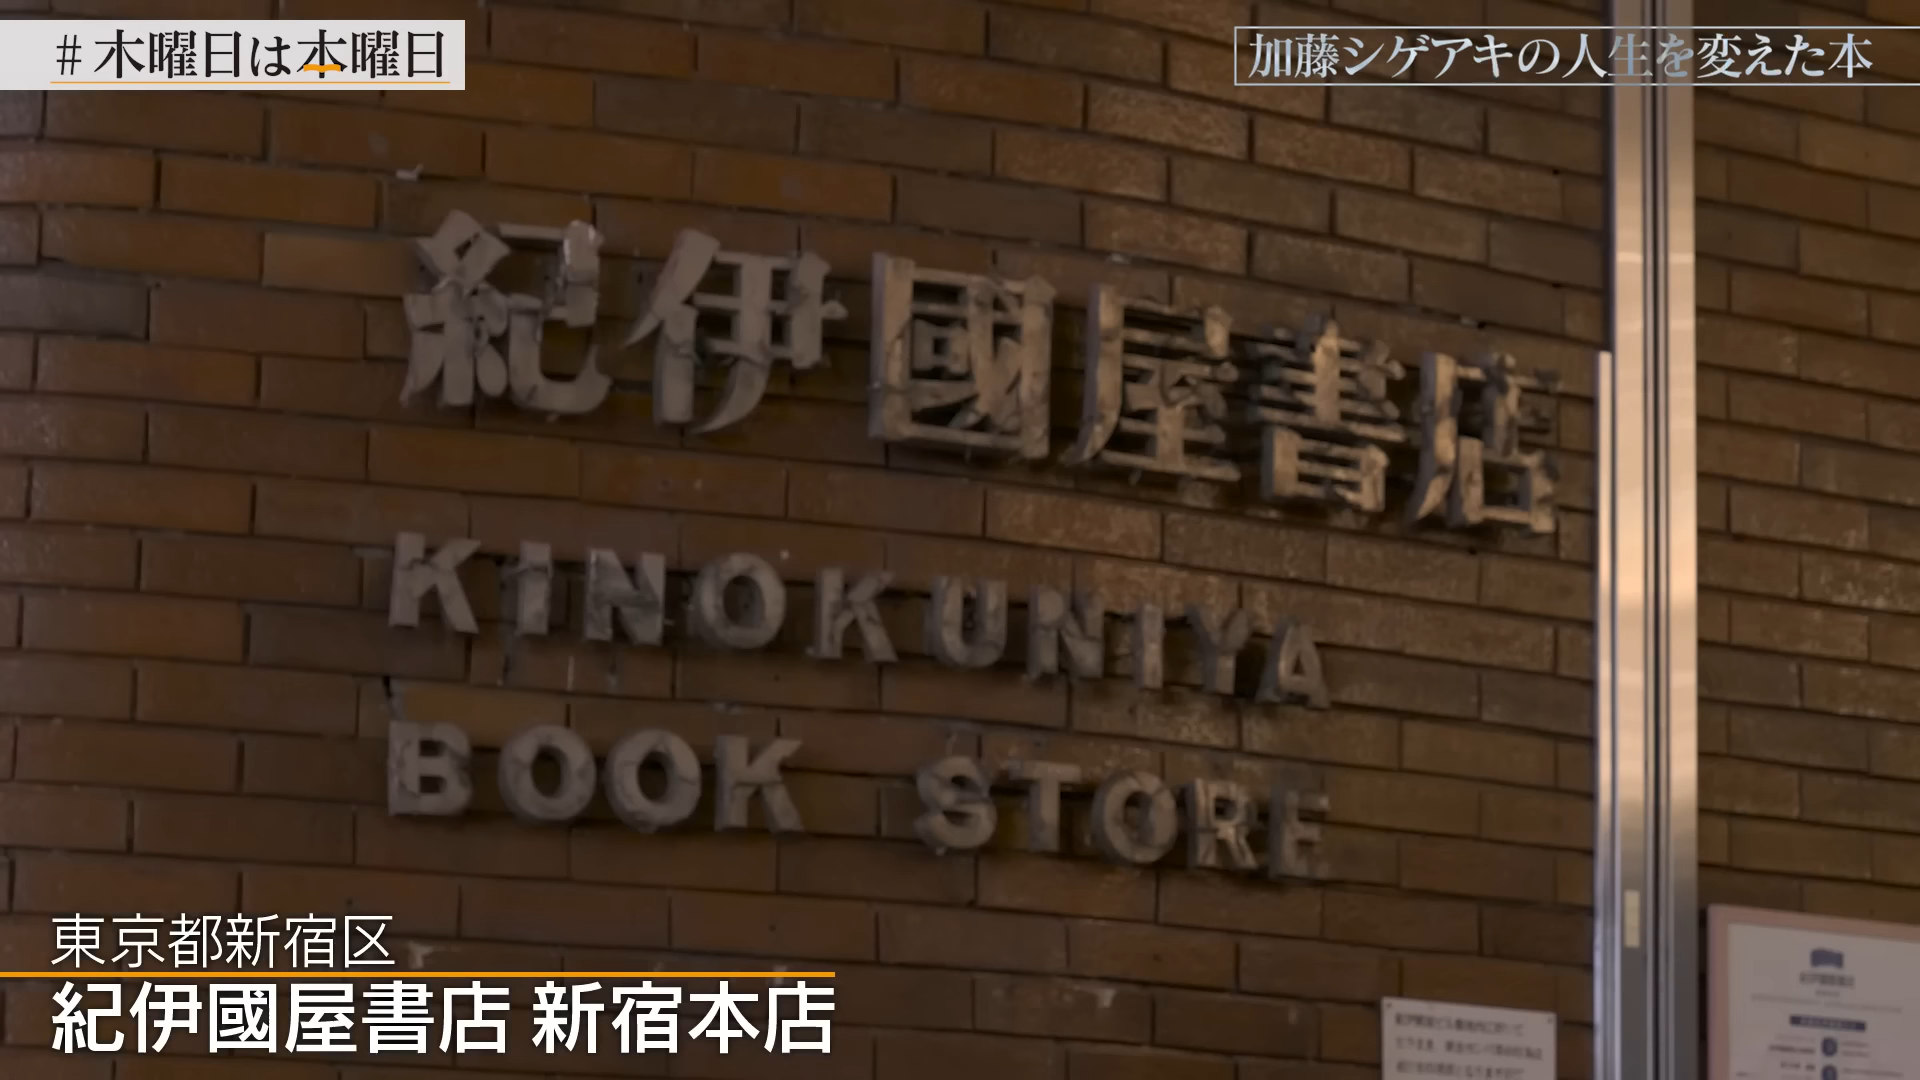 #木曜日は本曜日
加藤シゲアキの人生を変えた本
紀伊國屋書店
KINOKUNIYA
BOOK STORE
東京都新宿区
紀伊國屋書店 新宿本店